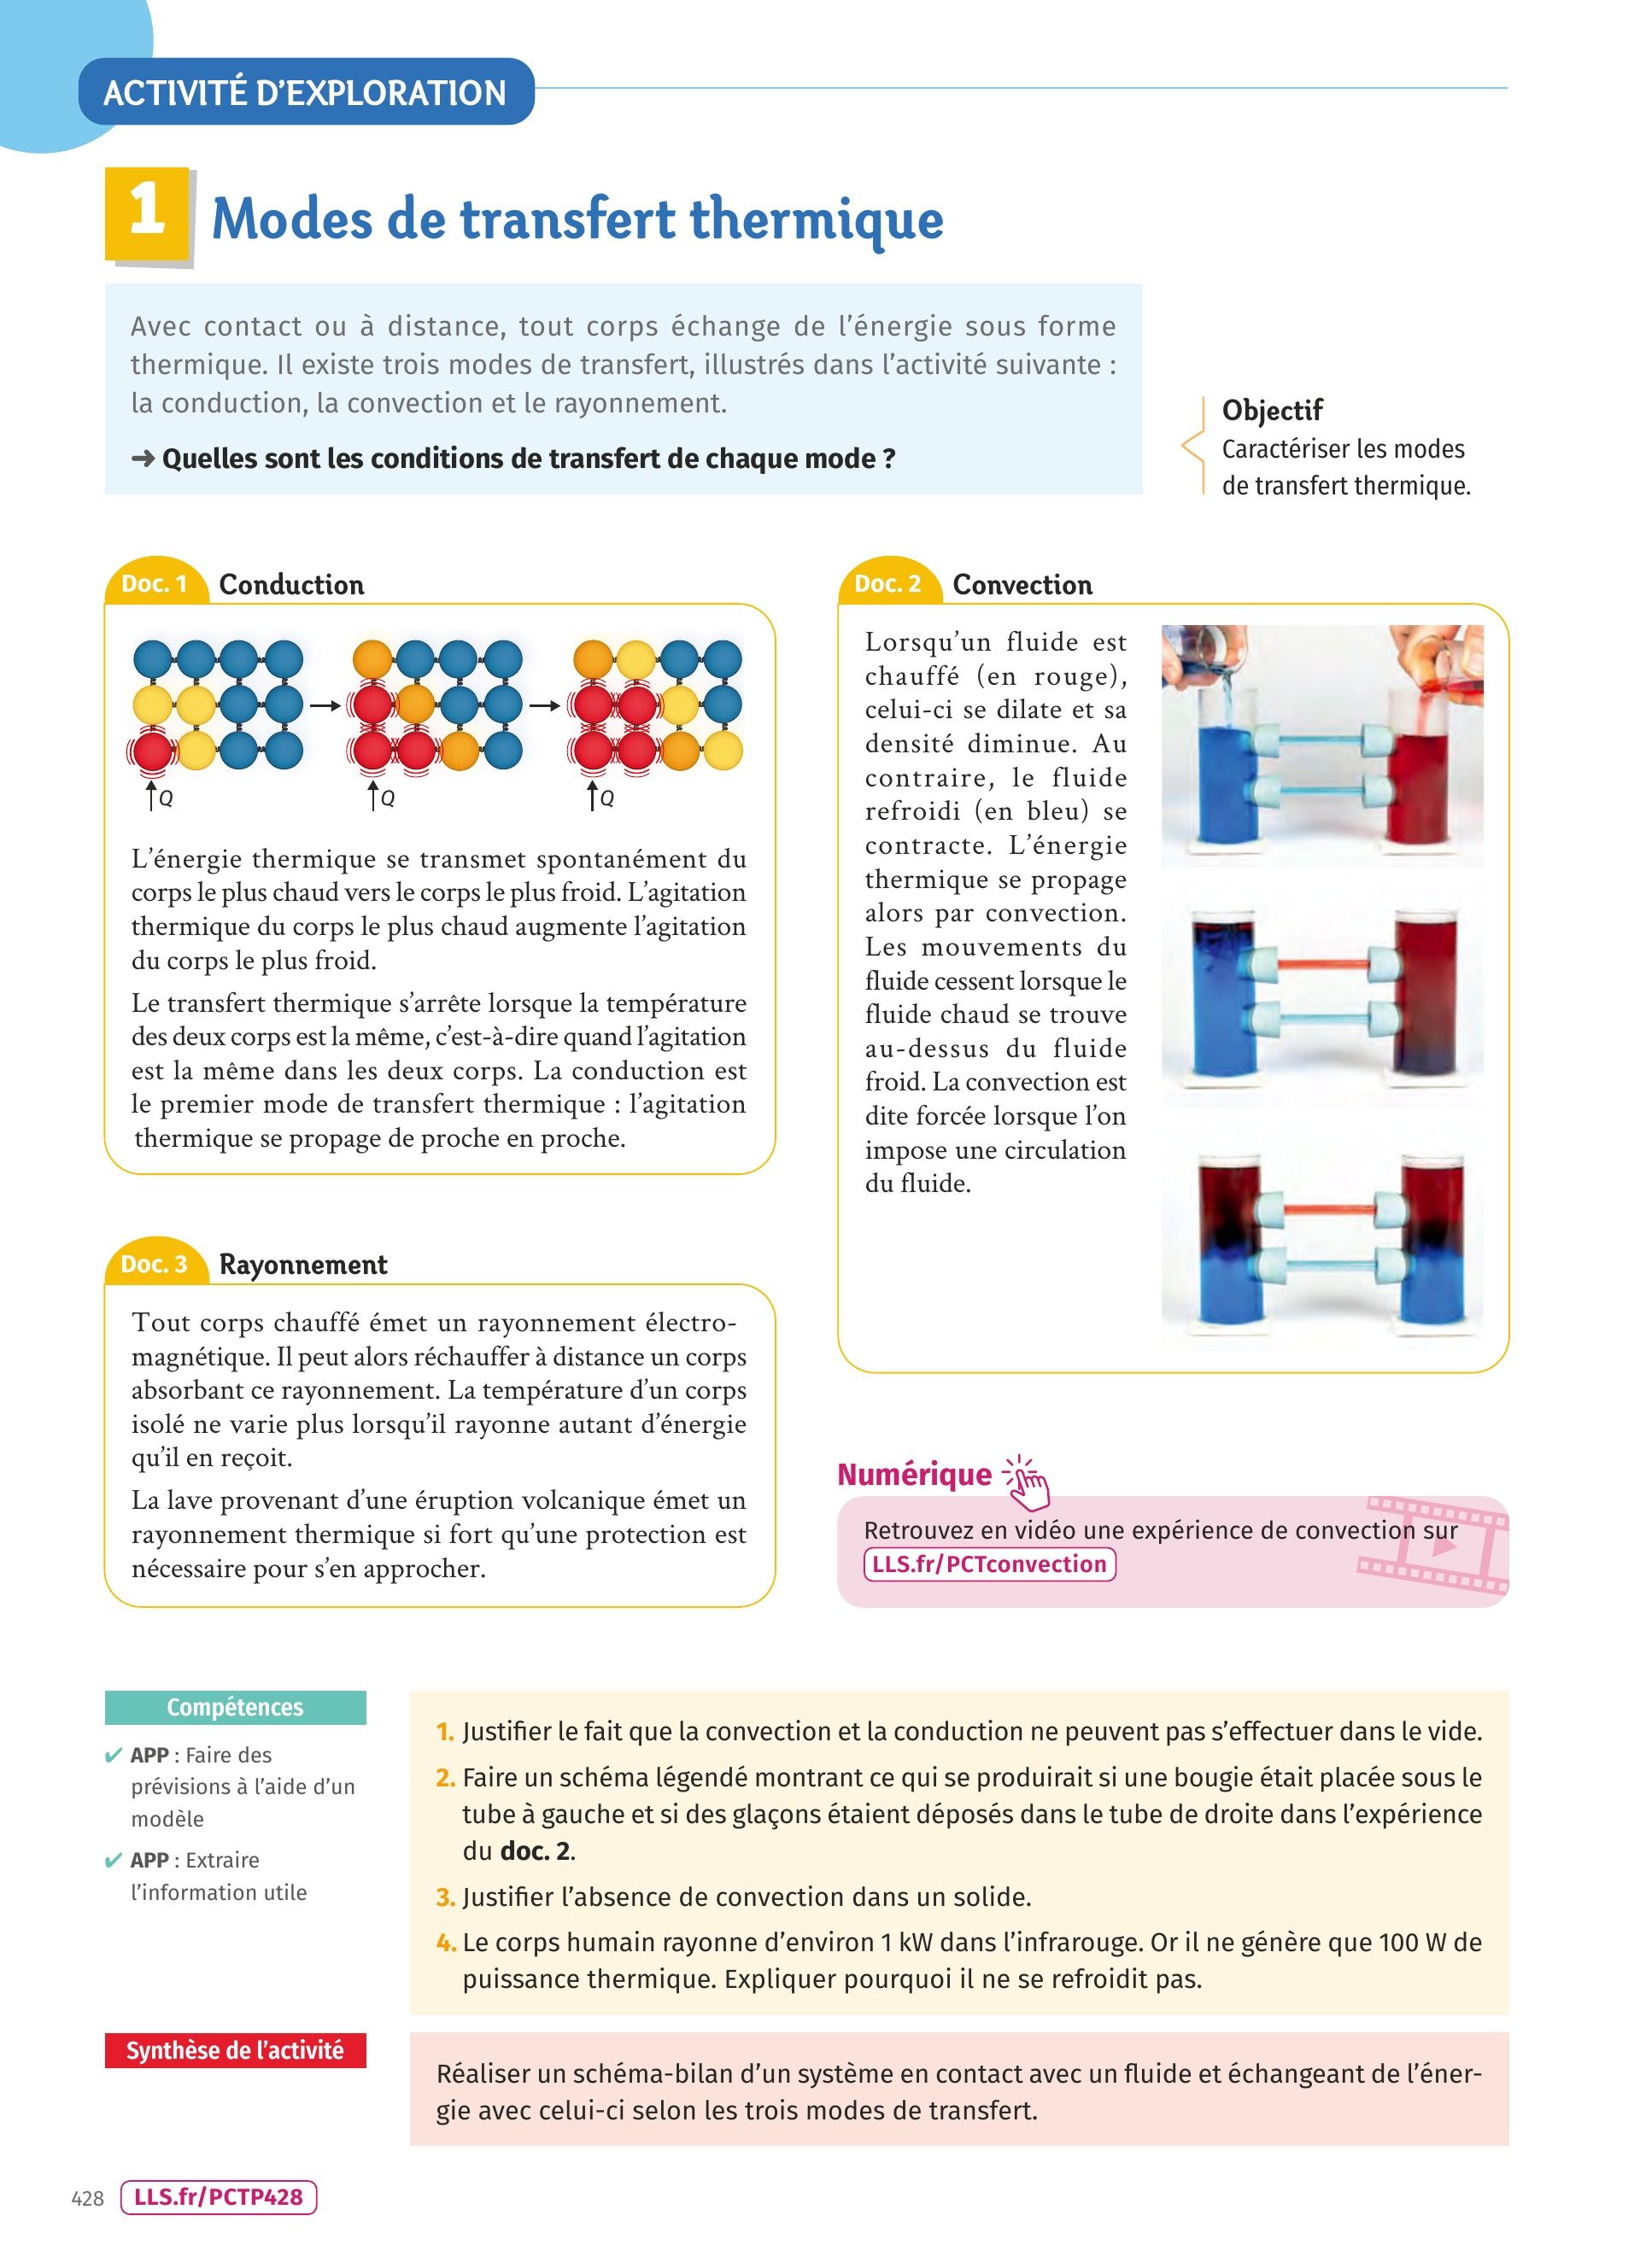 ACTIVITÉ D'EXPLORATION
1 Modes de transfert thermique
Avec contact ou à distance, tout corps échange de l'énergie sous forme
thermique. Il existe trois modes de transfert, illustrés dans l'activité suivante :
la conduction, la convection et le rayonnement.
➜ Quelles sont les conditions de transfert de chaque mode ?
Objectif
Caractériser les modes
de transfert thermique.
Doc. 1 Conduction
Q Q Q
L'énergie thermique se transmet spontanément du
corps le plus chaud vers le corps le plus froid. L'agitation
thermique du corps le plus chaud augmente l'agitation
du corps le plus froid.
Le transfert thermique s'arrête lorsque la température
des deux corps est la même, c'est-à-dire quand l'agitation
est la même dans les deux corps. La conduction est
le premier mode de transfert thermique : l'agitation
thermique se propage de proche en proche.
Doc. 2 Convection
Lorsqu'un fluide est
chauffé (en rouge),
celui-ci se dilate et sa
densité diminue. Au
contraire, le fluide
refroidi (en bleu) se
contracte. L'énergie
thermique se propage
alors par convection.
Les mouvements du
fluide cessent lorsque le
fluide chaud se trouve
au-dessus du fluide
froid. La convection est
dite forcée lorsque l'on
impose une circulation
du fluide.
Doc. 3 Rayonnement
Tout corps chauffé émet un rayonnement électro-
magnétique. Il peut alors réchauffer à distance un corps
absorbant ce rayonnement. La température d'un corps
isolé ne varie plus lorsqu'il rayonne autant d'énergie
qu'il en reçoit.
La lave provenant d'une éruption volcanique émet un
rayonnement thermique si fort qu'une protection est
nécessaire pour s'en approcher.
Numérique
Retrouvez en vidéo une expérience de convection sur
LLS.fr/PCTconvection
Compétences
✔ APP : Faire des
prévisions à l'aide d'un
modèle
✔ APP : Extraire
l'information utile
1. Justifier le fait que la convection et la conduction ne peuvent pas s'effectuer dans le vide.
2. Faire un schéma légendé montrant ce qui se produirait si une bougie était placée sous le
tube à gauche et si des glaçons étaient déposés dans le tube de droite dans l'expérience
du doc. 2.
3. Justifier l'absence de convection dans un solide.
4. Le corps humain rayonne d'environ 1 kW dans l'infrarouge. Or il ne génère que 100 W de
puissance thermique. Expliquer pourquoi il ne se refroidit pas.
Synthèse de l'activité
Réaliser un schéma-bilan d'un système en contact avec un fluide et échangeant de l'éner-
gie avec celui-ci selon les trois modes de transfert.
428 LLS.fr/PCTP428